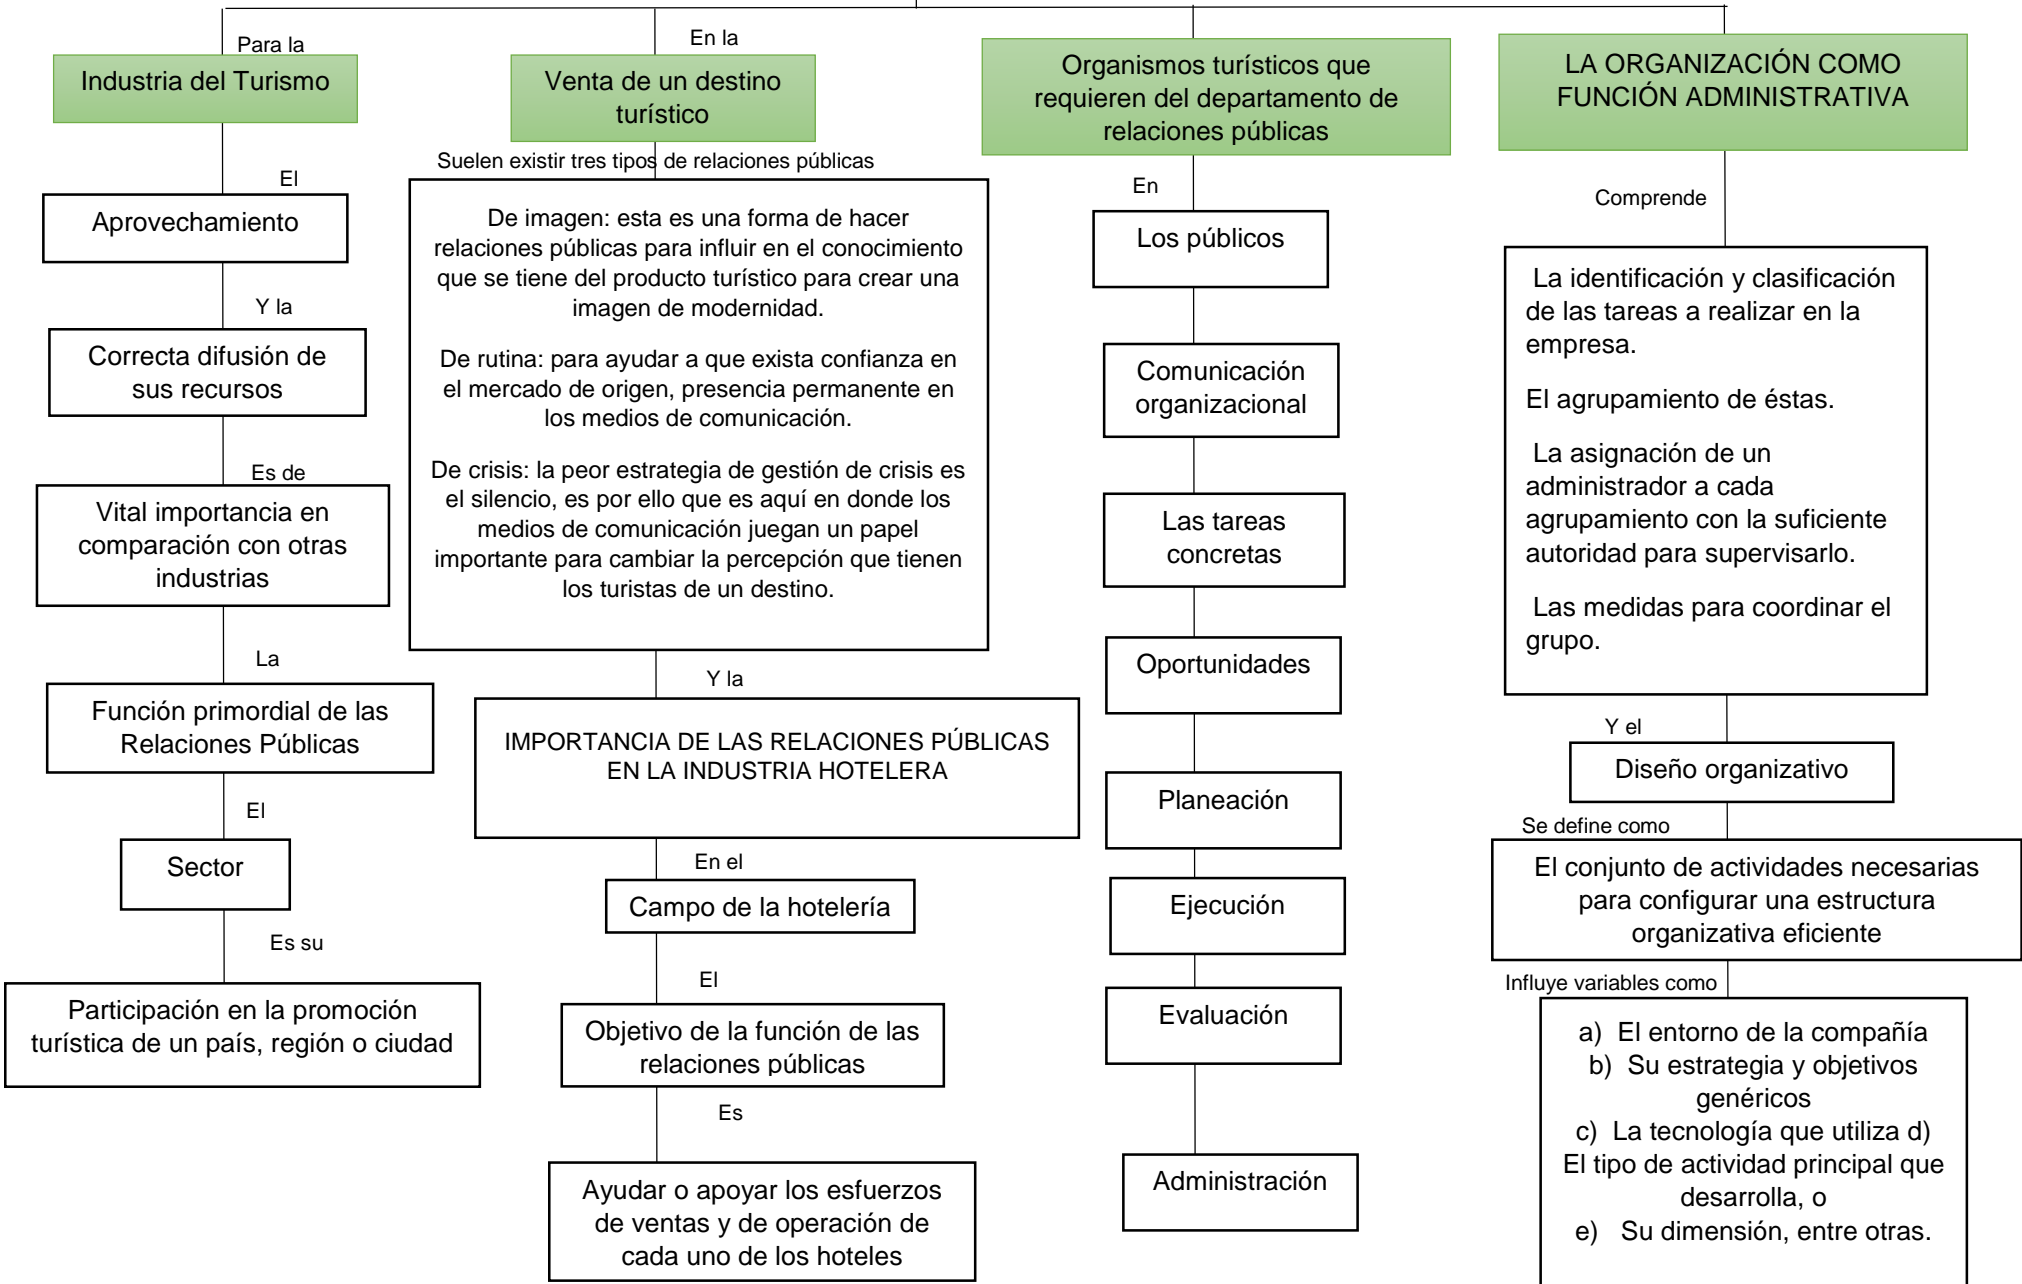 Para la
Industria del Turismo
El
Aprovechamiento
Y la
Correcta difusión de
sus recursos
Es de
Vital importancia en
comparación con otras
industrias
La
Función primordial de las
Relaciones Públicas
El
Sector
Es su
Participación en la promoción
turística de un país, región o ciudad
En la
Venta de un destino
turístico
Suelen existir tres tipos de relaciones públicas
De imagen: esta es una forma de hacer
relaciones públicas para influir en el conocimiento
que se tiene del producto turístico para crear una
imagen de modernidad.
De rutina: para ayudar a que exista confianza en
el mercado de origen, presencia permanente en
los medios de comunicación.
De crisis: la peor estrategia de gestión de crisis es
el silencio, es por ello que es aquí en donde los
medios de comunicación juegan un papel
importante para cambiar la percepción que tienen
los turistas de un destino.
Y la
IMPORTANCIA DE LAS RELACIONES PÚBLICAS
EN LA INDUSTRIA HOTELERA
En el
Campo de la hotelería
El
Objetivo de la función de las
relaciones públicas
Es
Ayudar o apoyar los esfuerzos
de ventas y de operación de
cada uno de los hoteles
Organismos turísticos que
requieren del departamento de
relaciones públicas
En
Los públicos
Comunicación
organizacional
Las tareas
concretas
Oportunidades
Planeación
Ejecución
Evaluación
Administración
LA ORGANIZACIÓN COMO
FUNCIÓN ADMINISTRATIVA
Comprende
La identificación y clasificación
de las tareas a realizar en la
empresa.
El agrupamiento de éstas.
La asignación de un
administrador a cada
agrupamiento con la suficiente
autoridad para supervisarlo.
Las medidas para coordinar el
grupo.
Y el
Diseño organizativo
Se define como
El conjunto de actividades necesarias
para configurar una estructura
organizativa eficiente
Influye variables como
a) El entorno de la compañía
b) Su estrategia y objetivos
genéricos
c) La tecnología que utiliza d)
El tipo de actividad principal que
desarrolla, o
e) Su dimensión, entre otras.